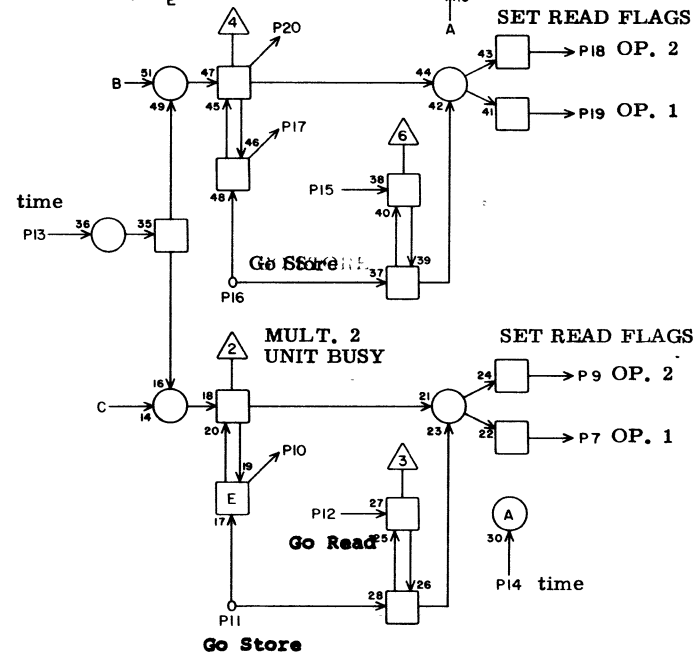 SET READ FLAGS
4
P20
A
43
P18 OP. 2
B
51
47
44
49
45
42
41
P19 OP. 1
46
P17
6
48
P15
38
40
time
36
35
P13
39
Go Store
37
P16
MULT. 2
UNIT BUSY
SET READ FLAGS
2
24
P9 OP. 2
16
18
21
C
14
20
23
22
P7 OP. 1
19
P10
3
E
27
P12
A
17
Go Read
25
30
26
28
P14 time
P11
Go Store